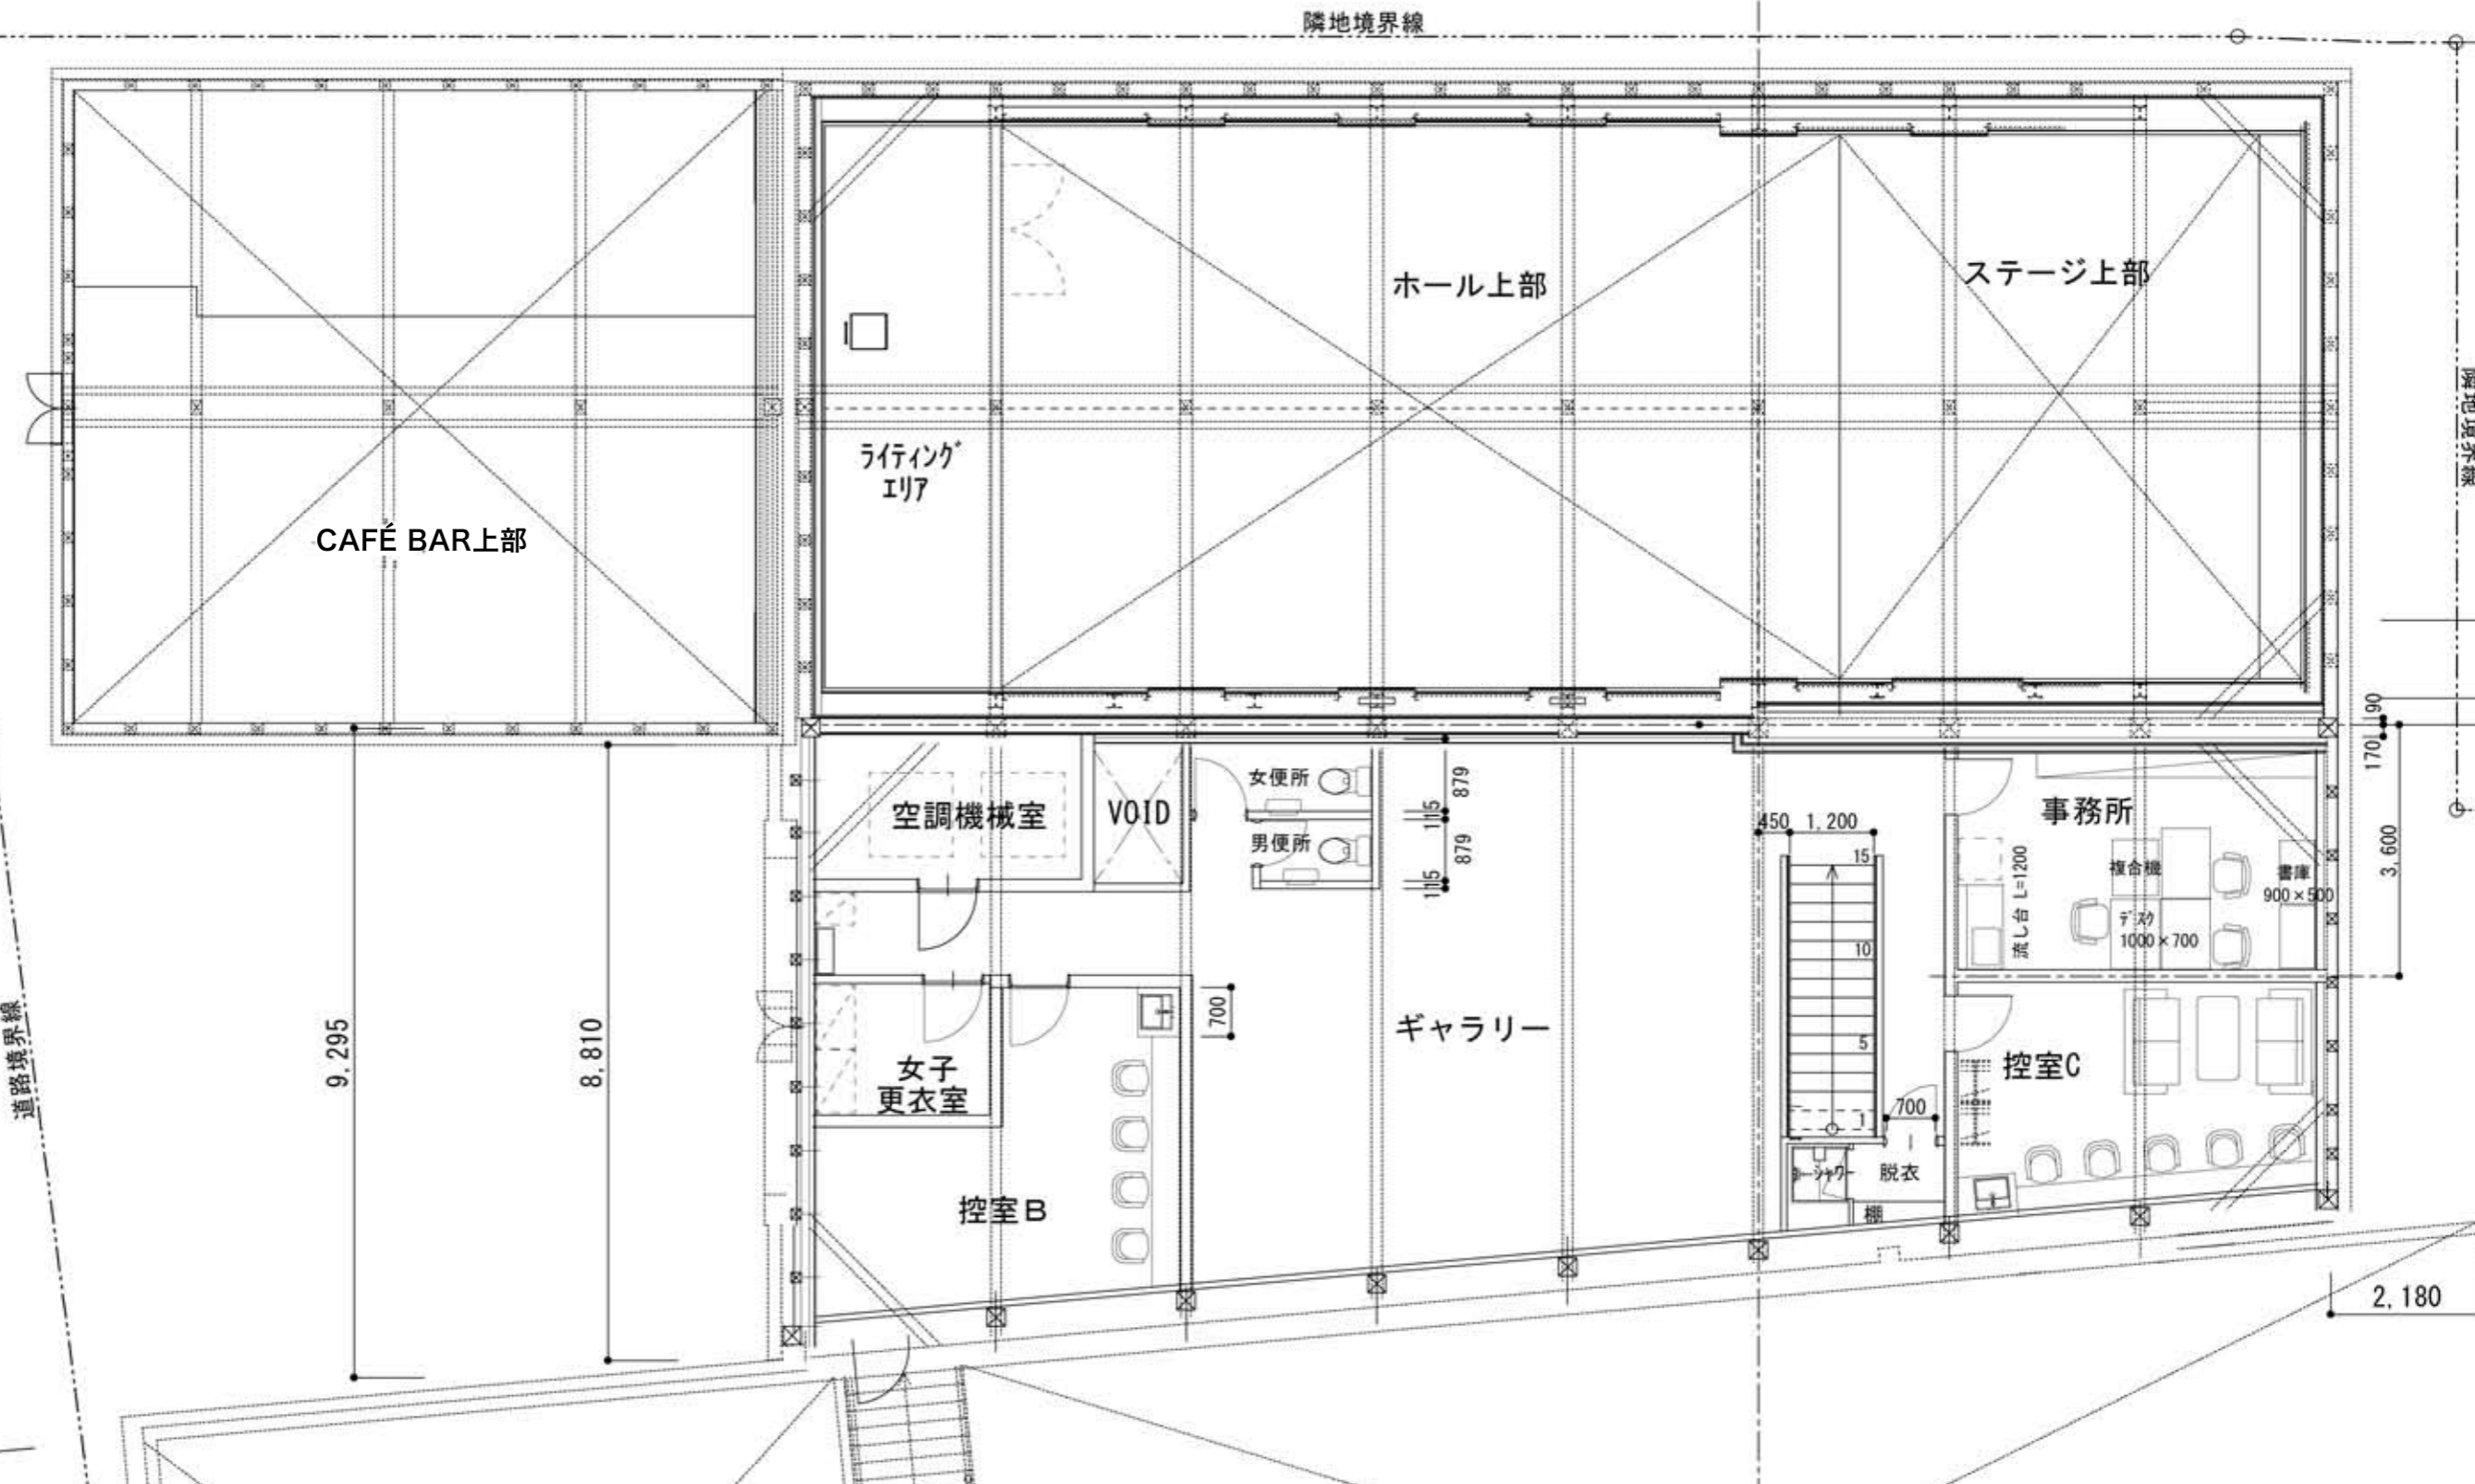 隣地境界線
隣地境界線
ホール上部
ステージ上部
ライティング
エリア
CAFÉ BAR上部
90
170
3,600
空調機械室
VOID
女便所
男便所
879
115
879
115
450
1,200
15
10
5
1
事務所
複合機
書庫
900×500
デスク
1000×700
流し台 L=1200
700
ギャラリー
女子
更衣室
控室B
控室C
700
脱衣
棚
9,295
8,810
道路境界線
2,180